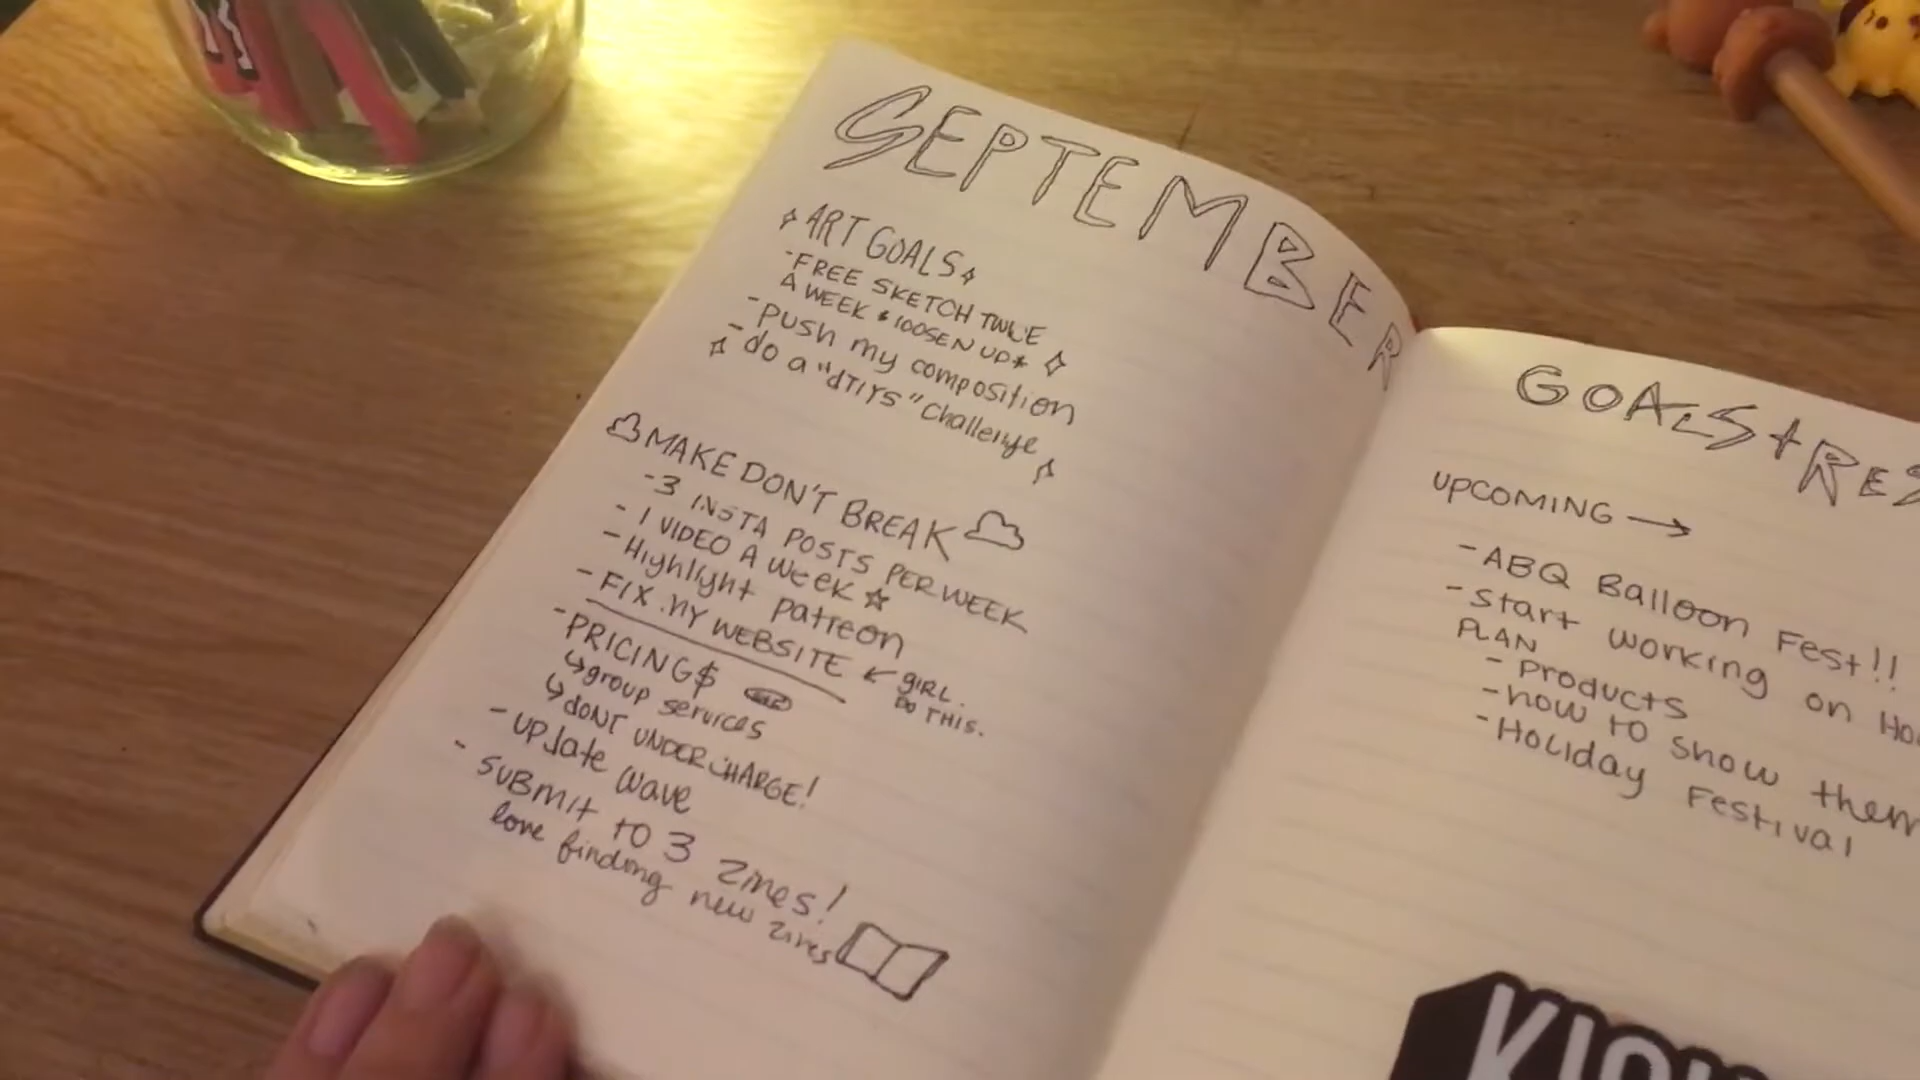 SEPTEMBER
ART GOALS
-FREE SKETCH TWICE
A WEEK * LOOSEN UP *
- PUSH my composition
- do a "dTIYS" challenge
MAKE DON'T BREAK
-3 INSTA POSTS PER WEEK
- 1 VIDEO A WEEK
- Highlight patreon
- FIX MY WEBSITE ← GIRL.
DO THIS.
- PRICING$
↳ group services
↳ dONT UNDERCHARGE!
- UPdate Wave
- SUBMIT to 3 Zines!
love finding new zines
GOALS + RES
UPCOMING →
- ABQ Balloon Fest!!
- Start working on Ho
PLAN
- products
- how to show them
- Holiday Festival